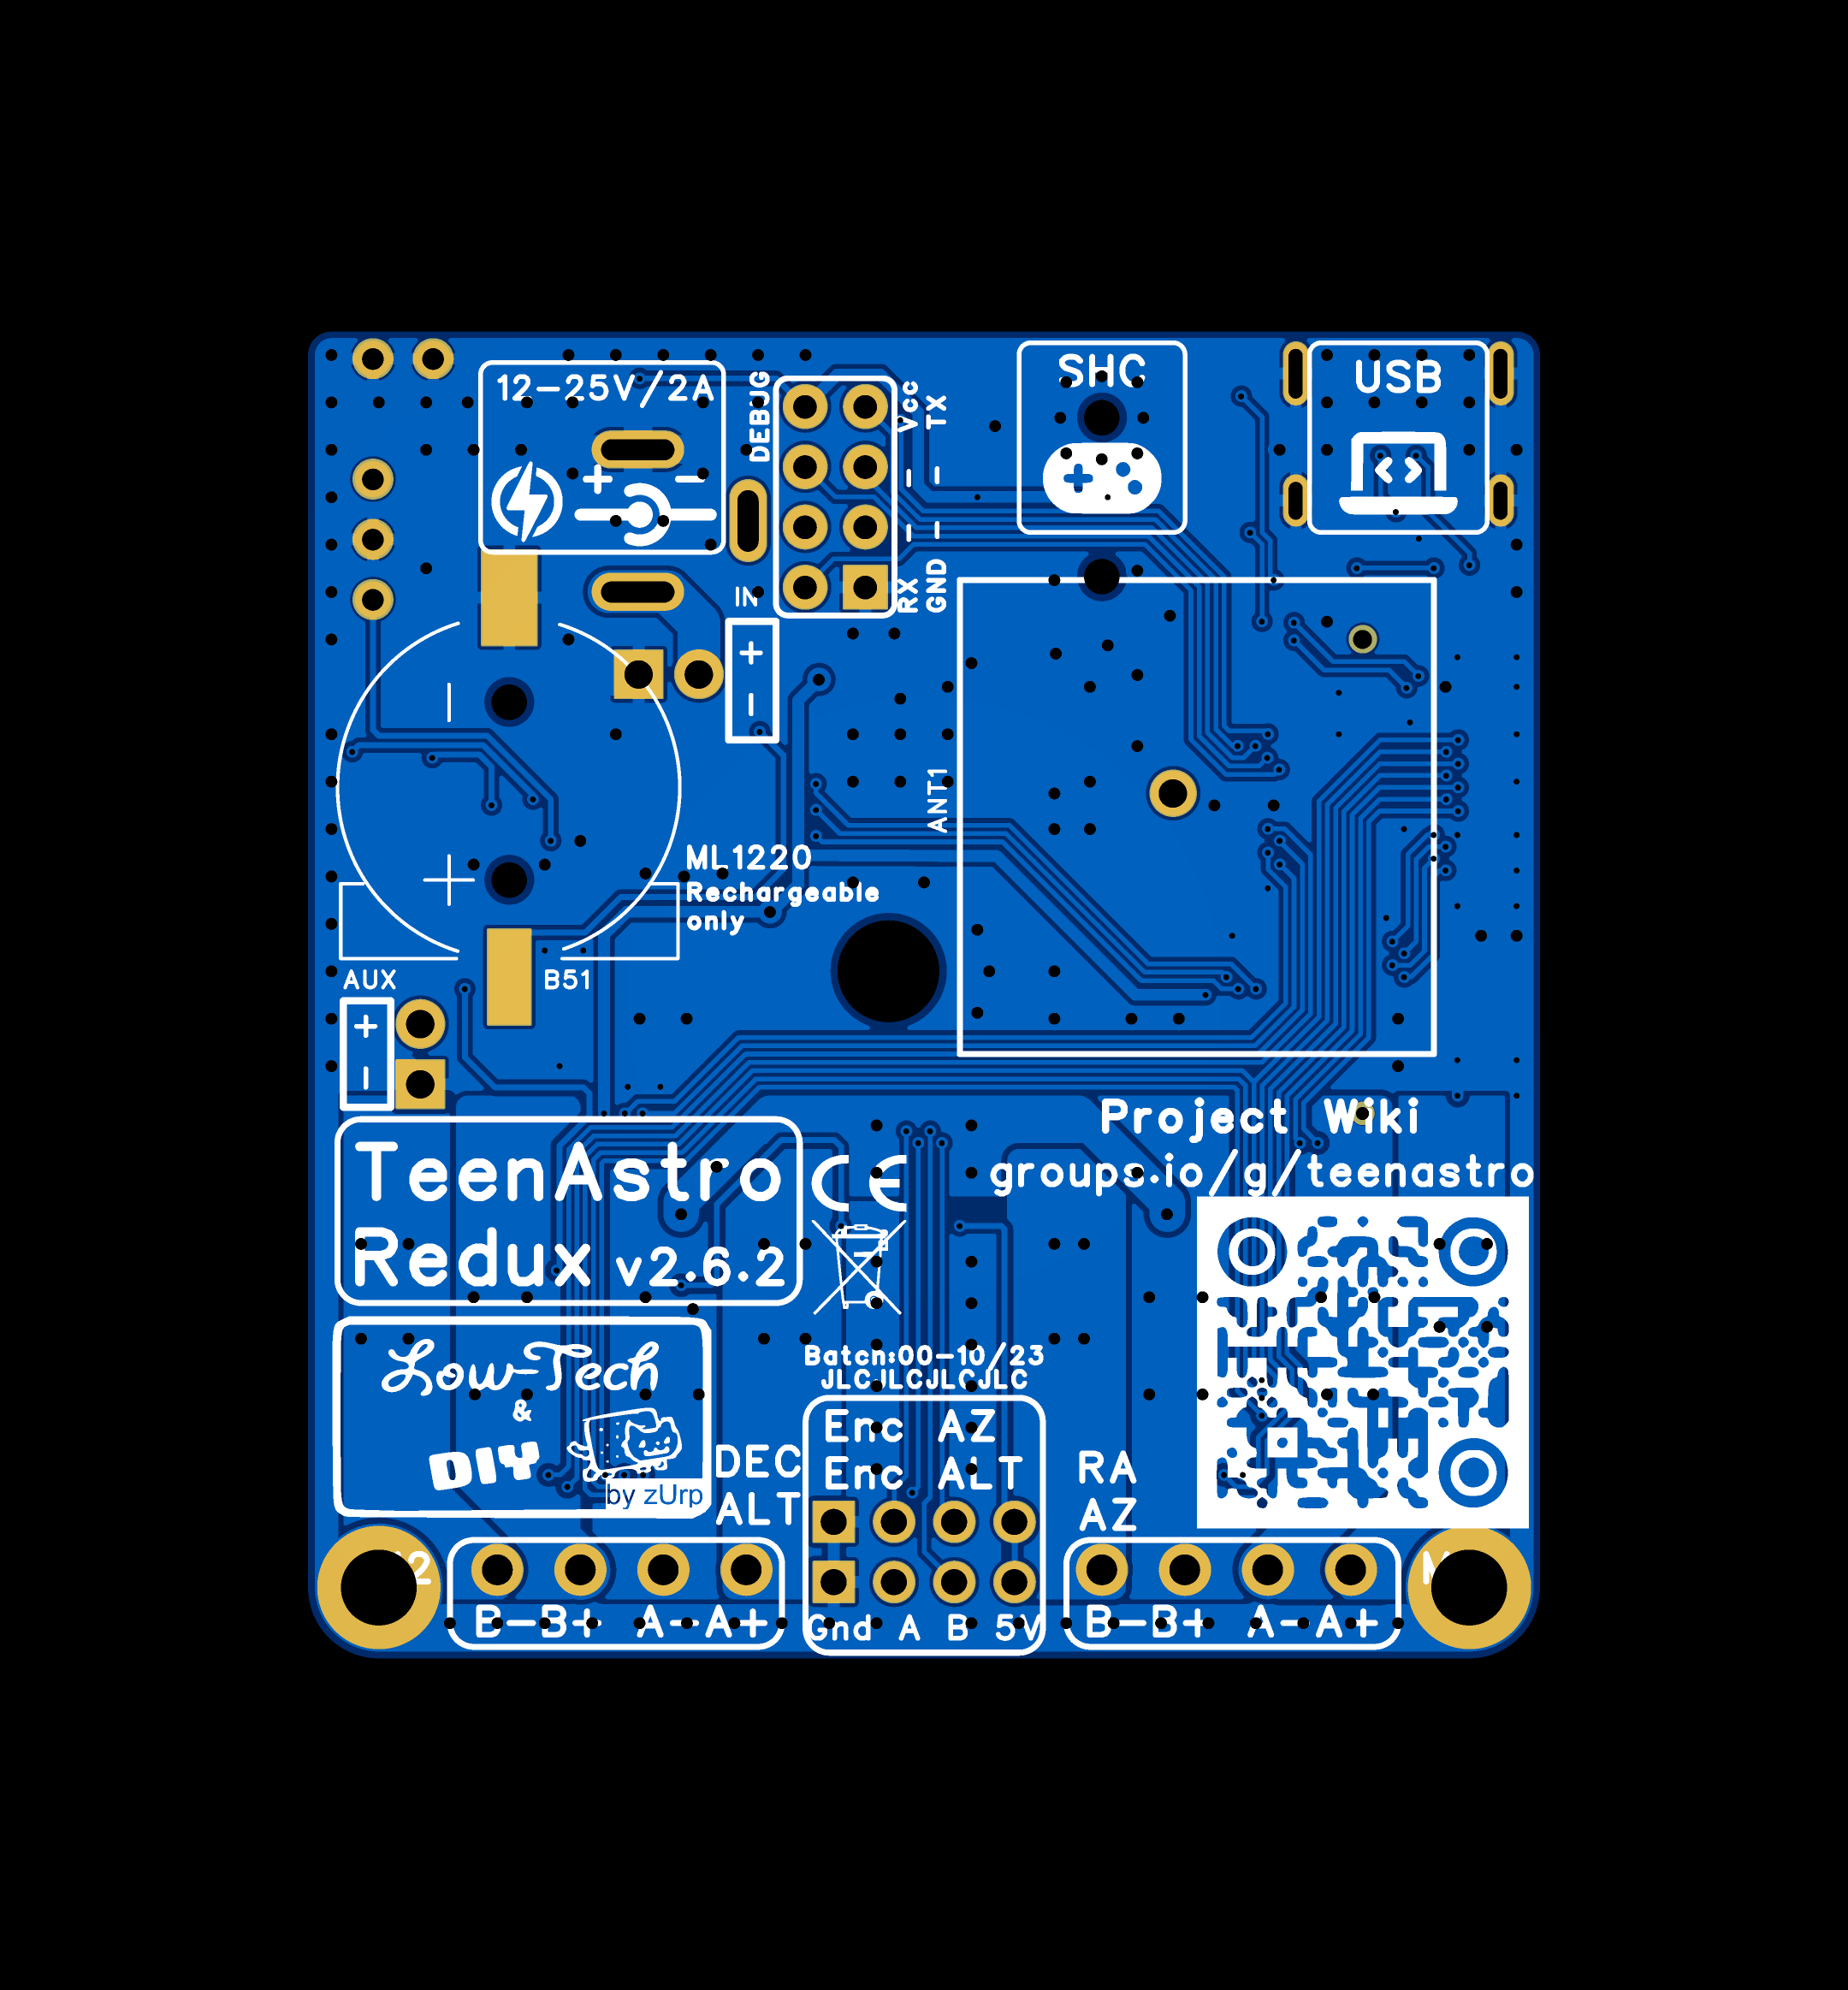 12-25V/2A
+ -
DEBUG
Vcc
TX
- -
- -
RX
GND
SHC
USB
IN
+
-
-
+
ANT1
ML1220
Rechargeable
only
AUX
B51
+
-
Project Wiki
groups.io/g/teenastro
TeenAstro
Redux v2.6.2
CE
Low-Tech
&
DIY
by zUrp
Batch:00-10/23
JLCJLCJLCJLC
Enc AZ
Enc ALT
DEC
ALT
RA
AZ
B-B+ A-A+
Gnd A B 5V
B-B+ A-A+